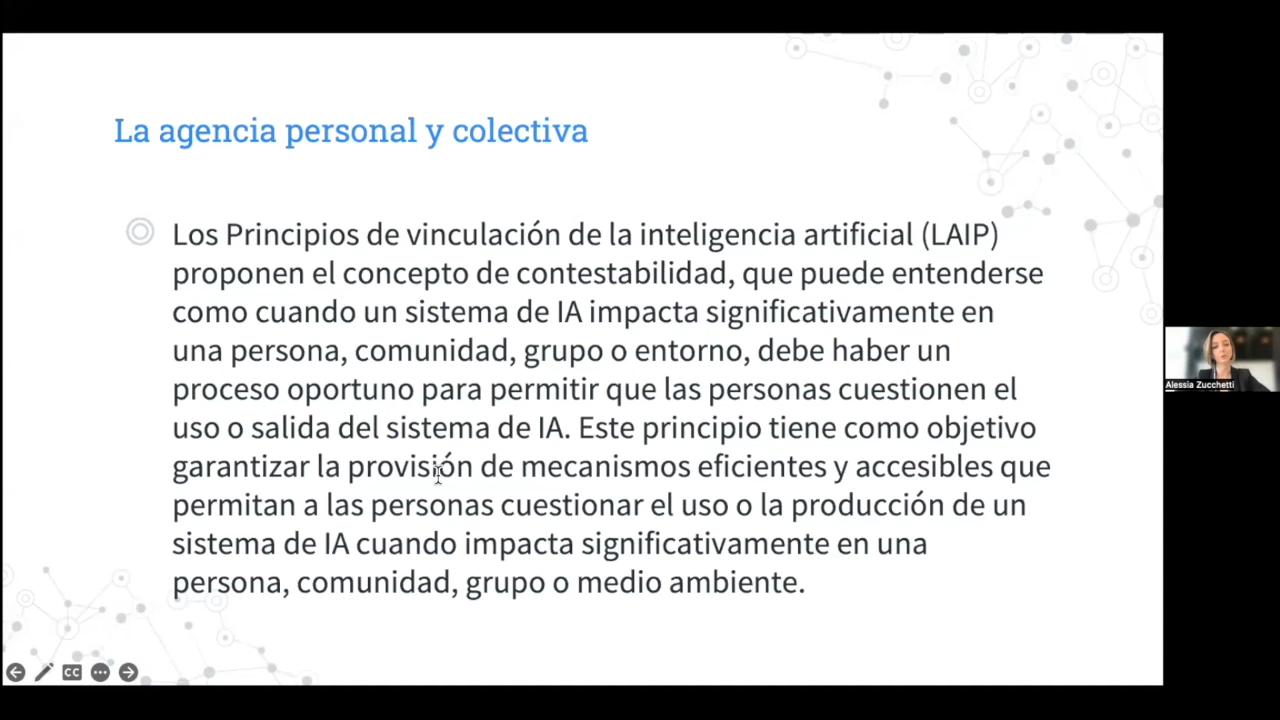 La agencia personal y colectiva
Los Principios de vinculación de la inteligencia artificial (LAIP)
proponen el concepto de contestabilidad, que puede entenderse
como cuando un sistema de IA impacta significativamente en
una persona, comunidad, grupo o entorno, debe haber un
proceso oportuno para permitir que las personas cuestionen el
uso o salida del sistema de IA. Este principio tiene como objetivo
garantizar la provisión de mecanismos eficientes y accesibles que
permitan a las personas cuestionar el uso o la producción de un
sistema de IA cuando impacta significativamente en una
persona, comunidad, grupo o medio ambiente.
Alessia Zucchetti
CC